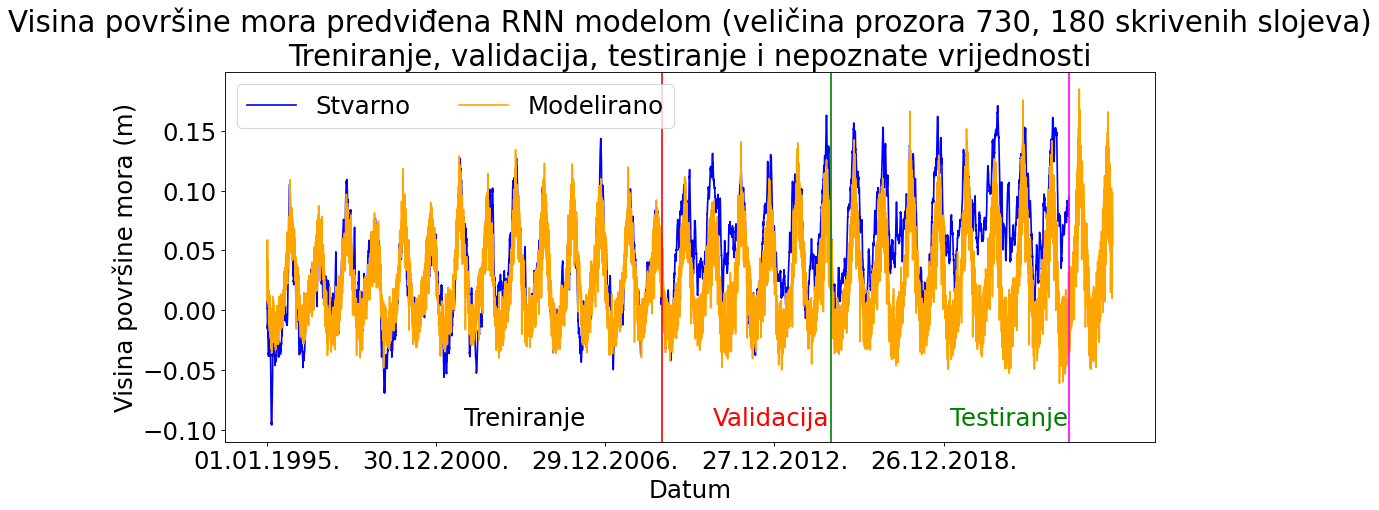 Visina površine mora predviđena RNN modelom (veličina prozora 730, 180 skrivenih slojeva)
Treniranje, validacija, testiranje i nepoznate vrijednosti
Stvarno Modelirano
Visina površine mora (m)
0.15
0.10
0.05
0.00
−0.05
−0.10
Treniranje Validacija Testiranje
01.01.1995. 30.12.2000. 29.12.2006. 27.12.2012. 26.12.2018.
Datum